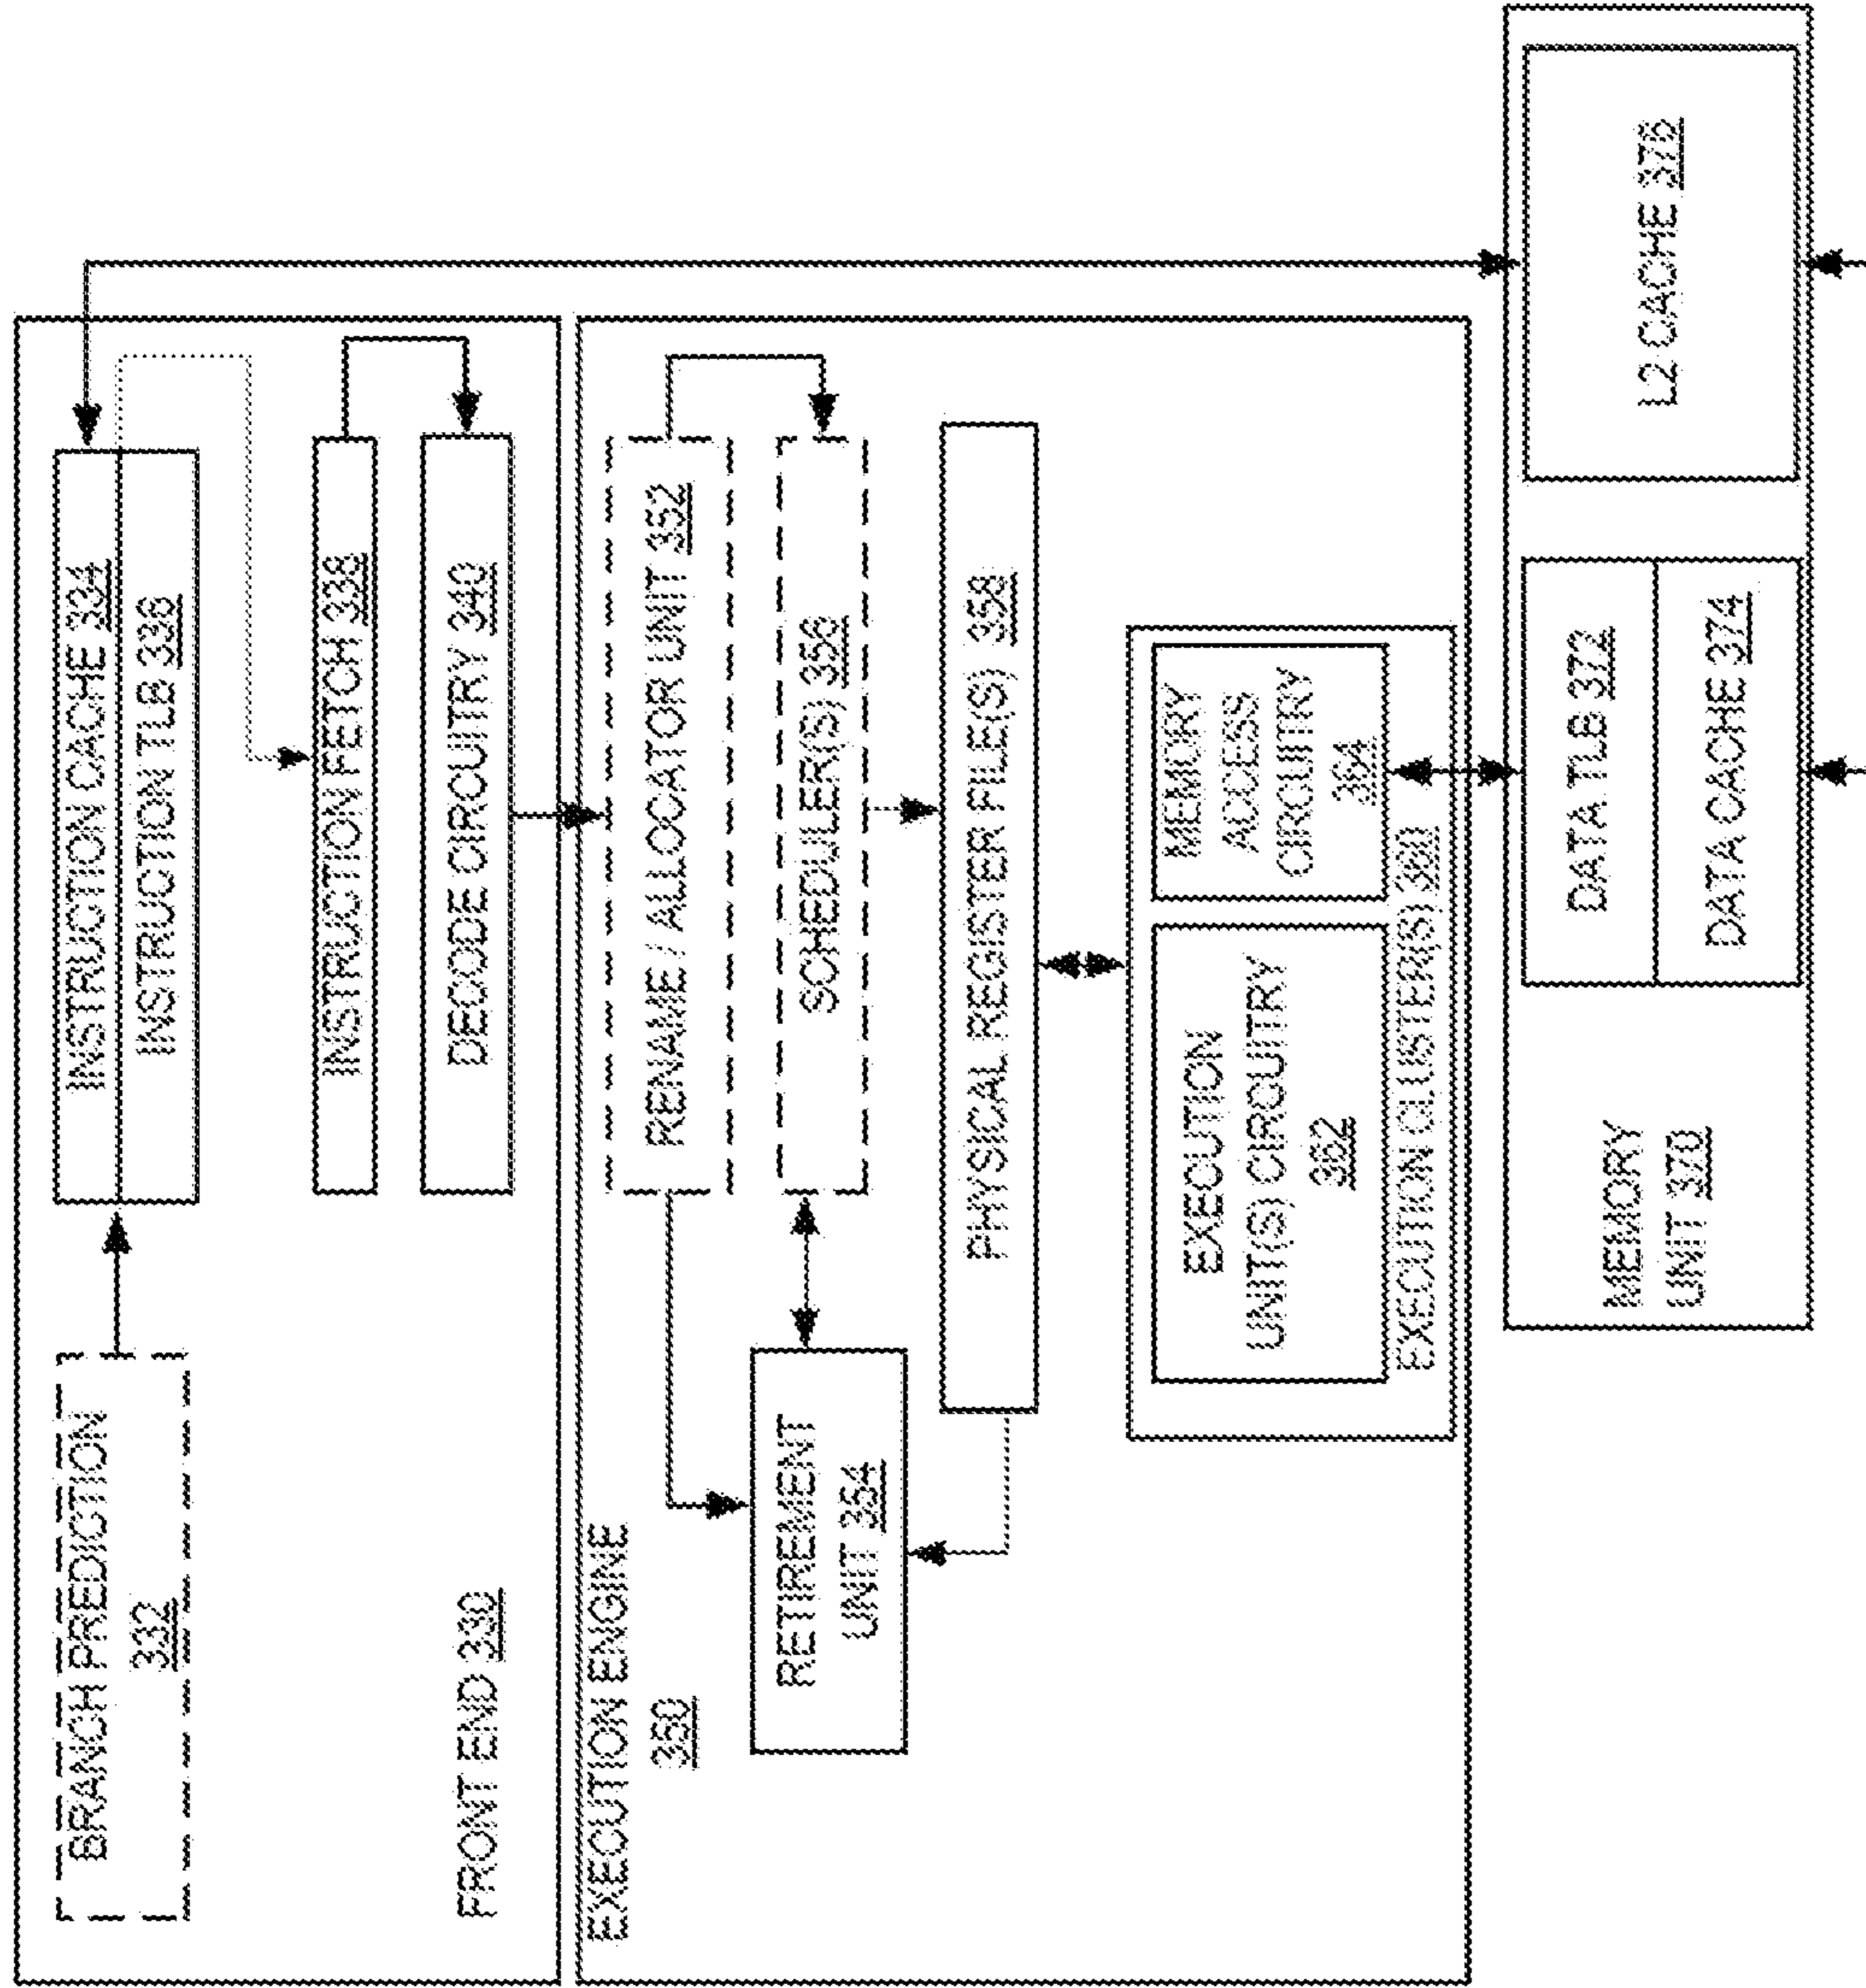 BRANCH PREDICTION
332
INSTRUCTION CACHE 334
INSTRUCTION TLB 336
INSTRUCTION FETCH 338
DECODE CIRCUITRY 340
FRONT END 330
EXECUTION ENGINE
350
RENAME / ALLOCATOR UNIT 352
RETIREMENT
UNIT 354
SCHEDULER(S) 356
PHYSICAL REGISTER FILE(S) 358
EXECUTION
UNIT(S) CIRCUITRY
362
MEMORY
ACCESS
CIRCUITRY
364
EXECUTION CLUSTER(S) 360
MEMORY
UNIT 370
DATA TLB 372
DATA CACHE 374
L2 CACHE 376